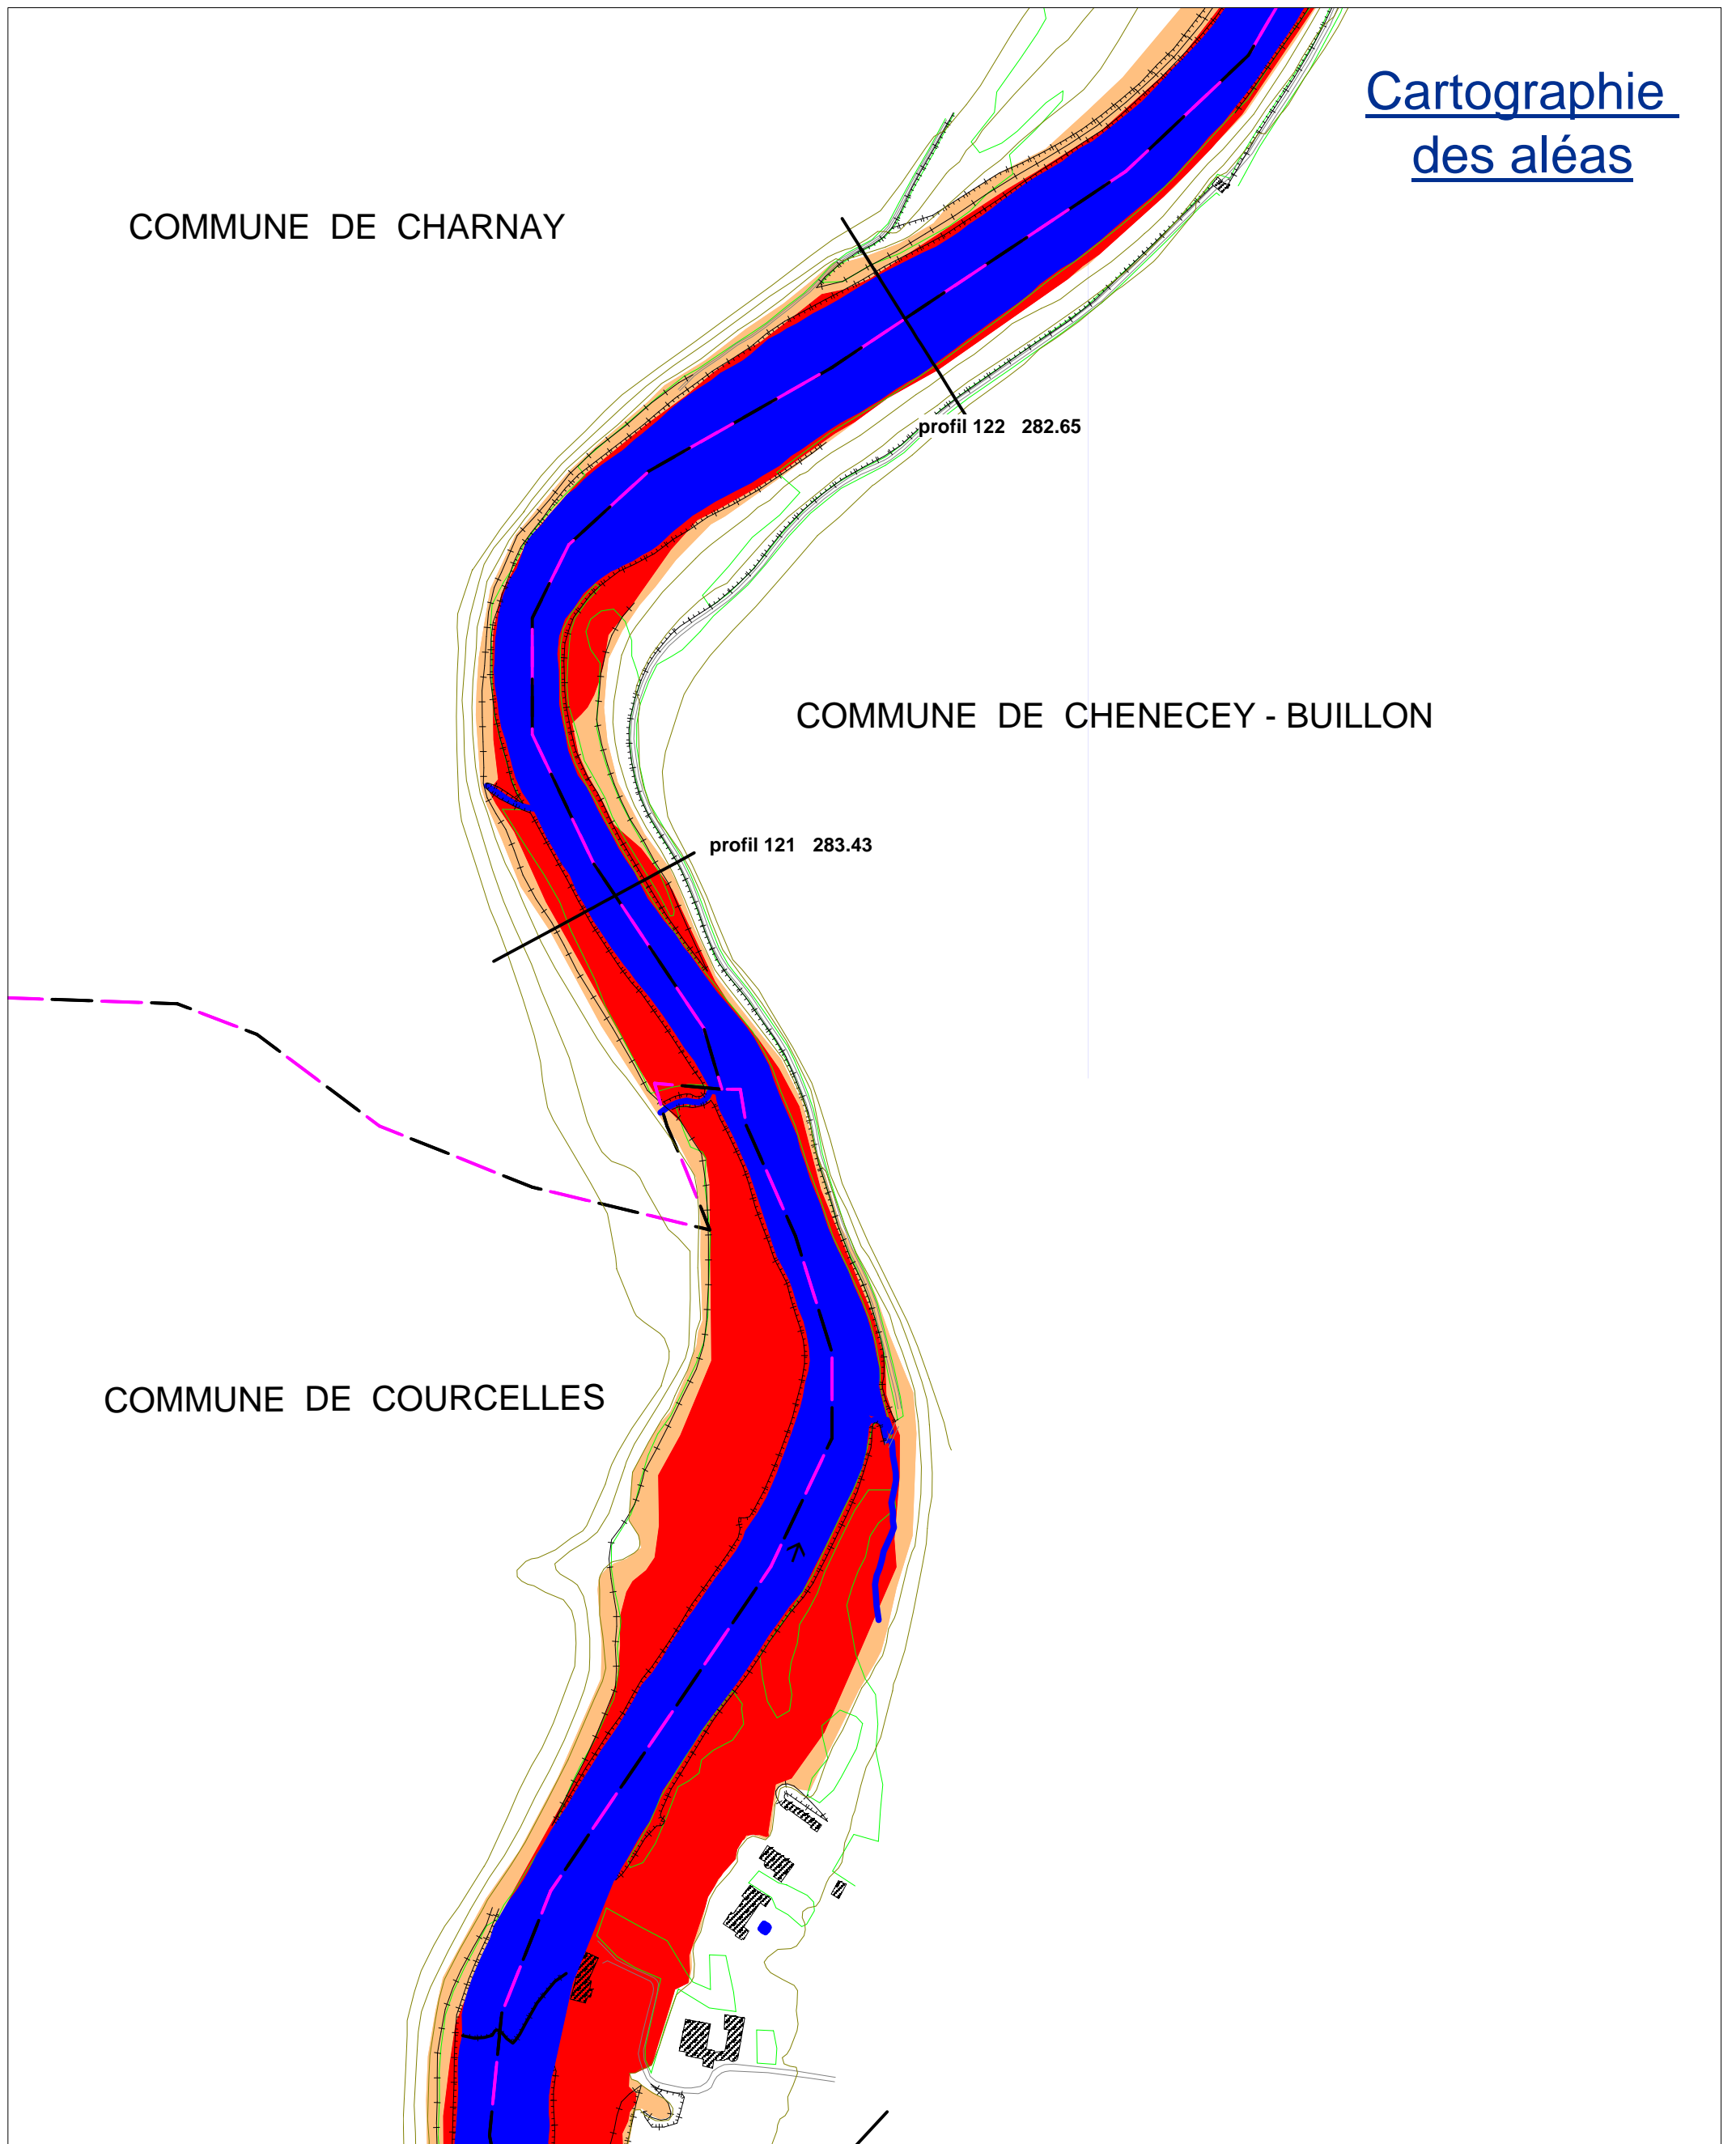 Cartographie
des aléas
COMMUNE DE CHARNAY
profil 122 282.65
COMMUNE DE CHENECEY - BUILLON
profil 121 283.43
COMMUNE DE COURCELLES